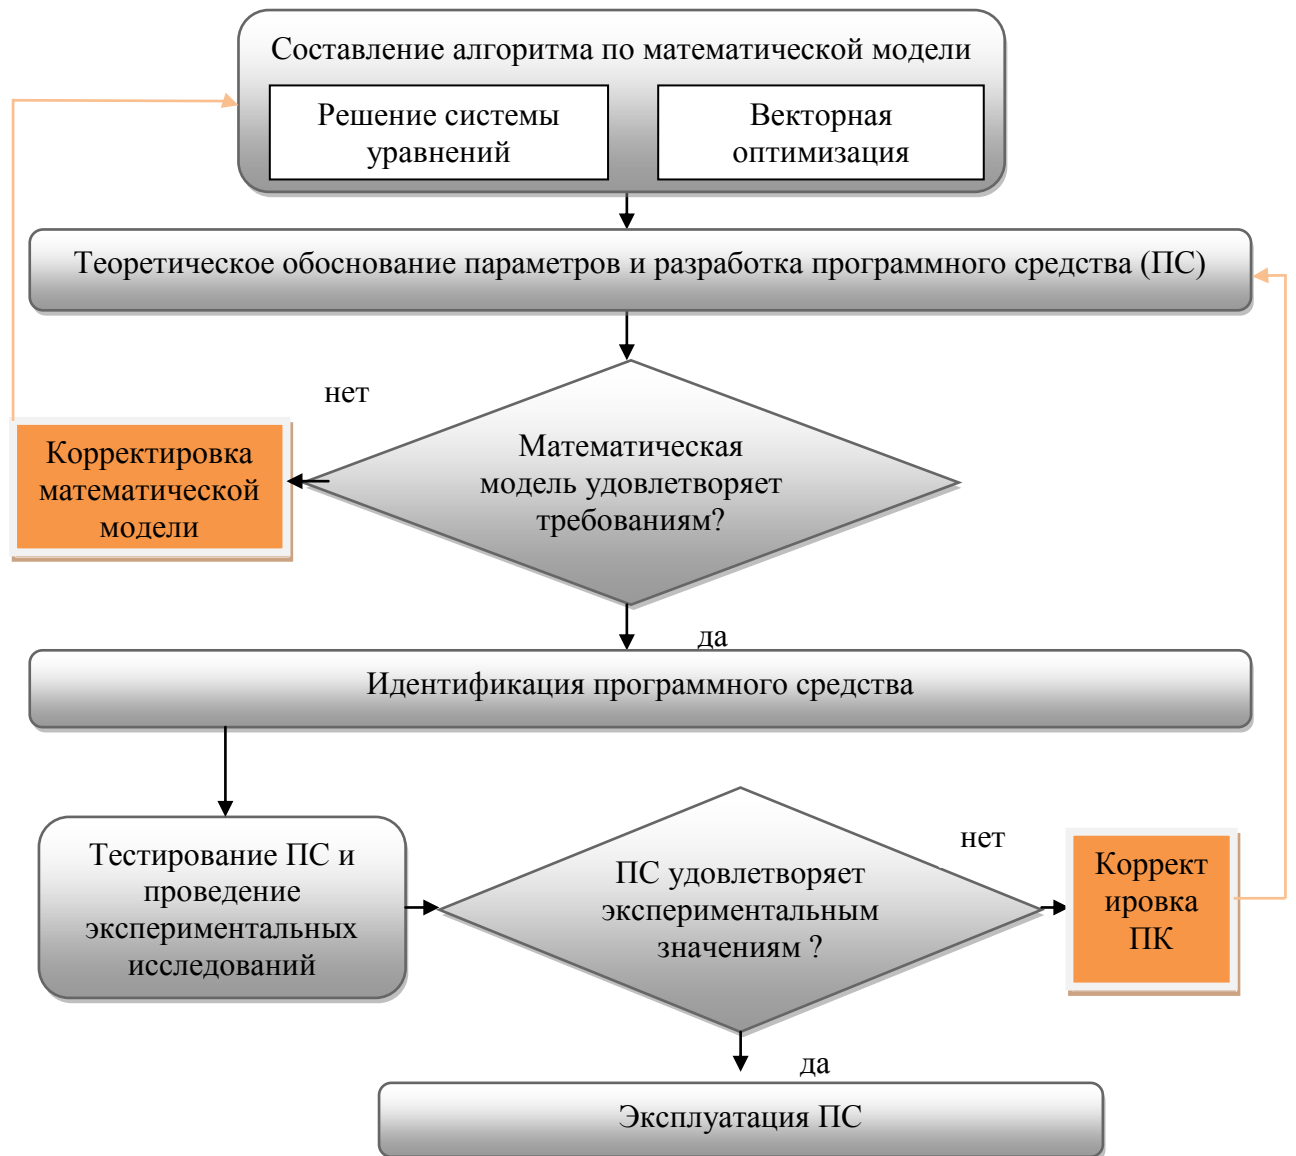 Составление алгоритма по математической модели
Решение системы
уравнений
Векторная
оптимизация
Теоретическое обоснование параметров и разработка программного средства (ПС)
нет
Корректировка
математической
модели
Математическая
модель удовлетворяет
требованиям?
да
Идентификация программного средства
Тестирование ПС и
проведение
экспериментальных
исследований
ПС удовлетворяет
экспериментальным
значениям ?
нет
Коррект
ировка
ПК
да
Эксплуатация ПС